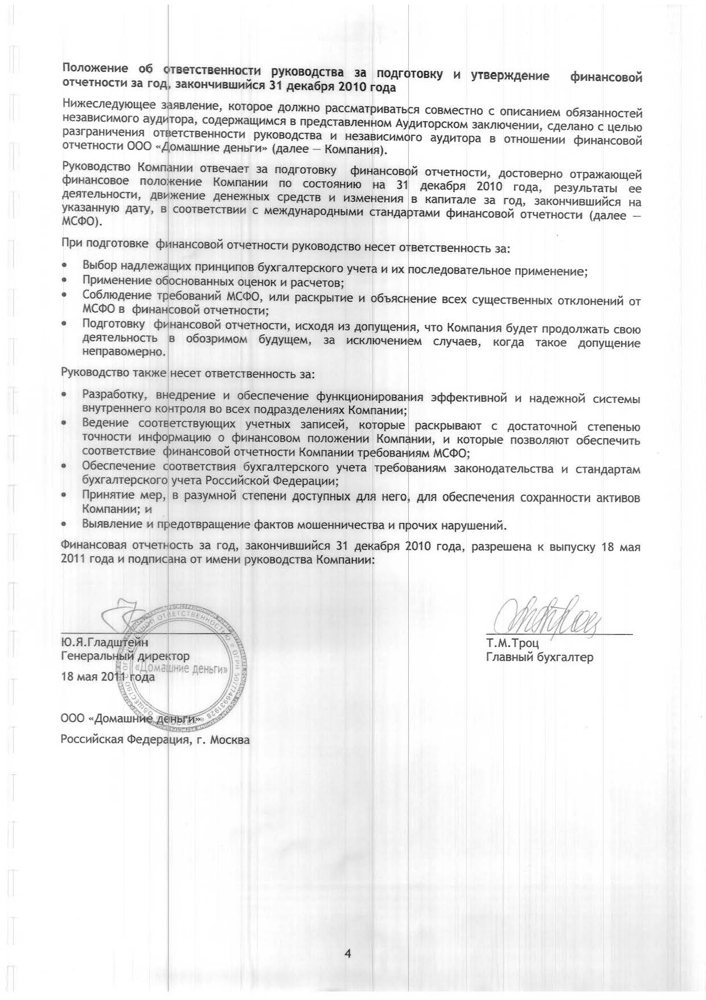 Положение об ответственности руководства за подготовку и утверждение финансовой
отчетности за год, закончившийся 31 декабря 2010 года
Нижеследующее заявление, которое должно рассматриваться совместно с описанием обязанностей
независимого аудитора, содержащимся в представленном Аудиторском заключении, сделано с целью
разграничения ответственности руководства и независимого аудитора в отношении финансовой
отчетности ООО «Домашние деньги» (далее — Компания).
Руководство Компании отвечает за подготовку финансовой отчетности, достоверно отражающей
финансовое положение Компании по состоянию на 31 декабря 2010 года, результаты ее
деятельности, движение денежных средств и изменения в капитале за год, закончившийся на
указанную дату, в соответствии с международными стандартами финансовой отчетности (далее —
МСФО).
При подготовке финансовой отчетности руководство несет ответственность за:
• Выбор надлежащих принципов бухгалтерского учета и их последовательное применение;
• Применение обоснованных оценок и расчетов;
• Соблюдение требований МСФО, или раскрытие и объяснение всех существенных отклонений от
МСФО в финансовой отчетности;
• Подготовку финансовой отчетности, исходя из допущения, что Компания будет продолжать свою
деятельность в обозримом будущем, за исключением случаев, когда такое допущение
неправомерно.
Руководство также несет ответственность за:
• Разработку, внедрение и обеспечение функционирования эффективной и надежной системы
внутреннего контроля во всех подразделениях Компании;
• Ведение соответствующих учетных записей, которые раскрывают с достаточной степенью
точности информацию о финансовом положении Компании, и которые позволяют обеспечить
соответствие финансовой отчетности Компании требованиям МСФО;
• Обеспечение соответствия бухгалтерского учета требованиям законодательства и стандартам
бухгалтерского учета Российской Федерации;
• Принятие мер, в разумной степени доступных для него, для обеспечения сохранности активов
Компании; и
• Выявление и предотвращение фактов мошенничества и прочих нарушений.
Финансовая отчетность за год, закончившийся 31 декабря 2010 года, разрешена к выпуску 18 мая
2011 года и подписана от имени руководства Компании:
Ю.Я.Гладштейн
Генеральный директор
18 мая 2011 года
ООО «Домашние деньги»
Российская Федерация, г. Москва
Т.М.Троц
Главный бухгалтер
ОБЩЕСТВО С ОГРАНИЧЕННОЙ ОТВЕТСТВЕННОСТЬЮ * ОГРН 5077746931928 * МОСКВА *
«Домашние деньги»
4